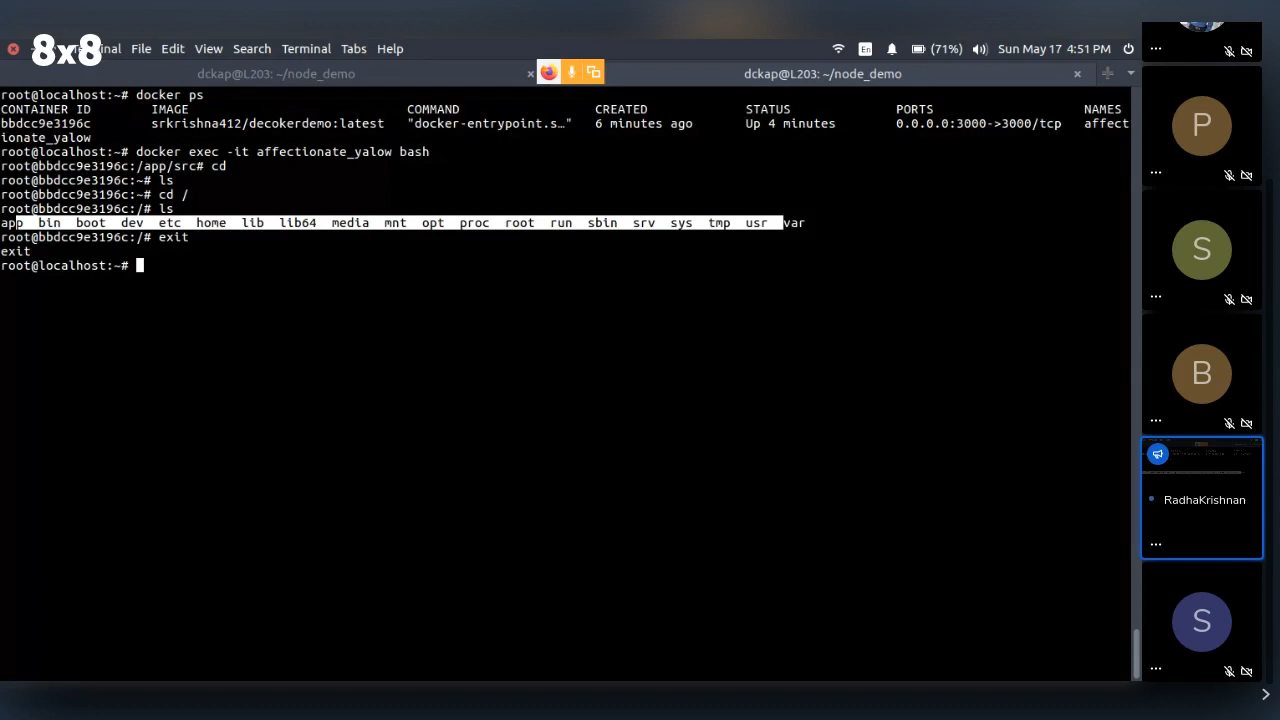 8x8
Terminal File Edit View Search Terminal Tabs Help
En (71%) Sun May 17 4:51 PM
dckap@L203: ~/node_demo
dckap@L203: ~/node_demo
root@localhost:~# docker ps
CONTAINER ID IMAGE COMMAND CREATED STATUS PORTS NAMES
bbdcc9e3196c srkrishna412/decokerdemo:latest "docker-entrypoint.s…" 6 minutes ago Up 4 minutes 0.0.0.0:3000->3000/tcp affect
ionate_yalow
root@localhost:~# docker exec -it affectionate_yalow bash
root@bbdcc9e3196c:/app/src# cd
root@bbdcc9e3196c:~# ls
root@bbdcc9e3196c:~# cd /
root@bbdcc9e3196c:/# ls
app bin boot dev etc home lib lib64 media mnt opt proc root run sbin srv sys tmp usr var
root@bbdcc9e3196c:/# exit
exit
root@localhost:~#
P
S
B
RadhaKrishnan
S